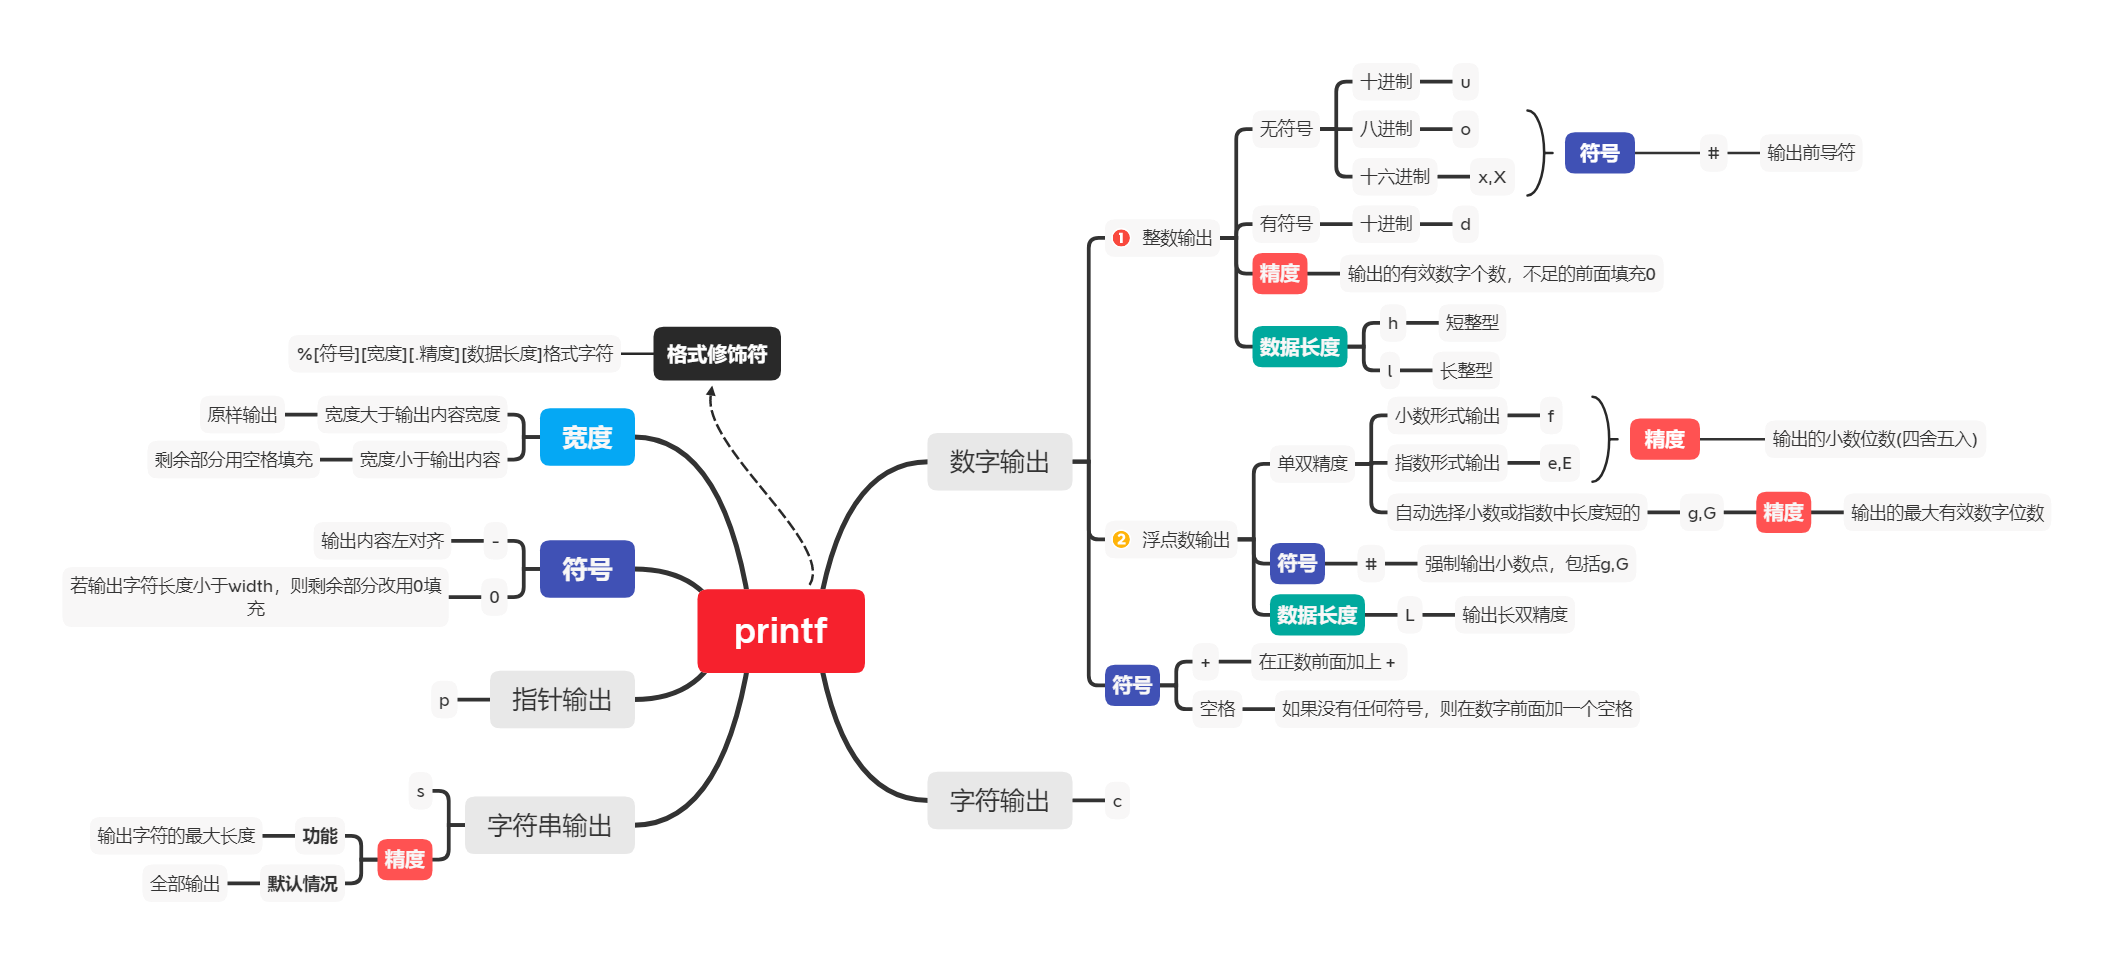 printf
格式修饰符
%[符号][宽度][.精度][数据长度]格式字符
数字输出
1 整数输出
无符号
十进制
u
八进制
o
十六进制
x,X
符号
#
输出前导符
有符号
十进制
d
精度
输出的有效数字个数，不足的前面填充0
数据长度
h
短整型
l
长整型
2 浮点数输出
单双精度
小数形式输出
f
指数形式输出
e,E
精度
输出的小数位数(四舍五入)
自动选择小数或指数中长度短的
g,G
精度
输出的最大有效数字位数
符号
#
强制输出小数点，包括g,G
数据长度
L
输出长双精度
符号
+
在正数前面加上 +
空格
如果没有任何符号，则在数字前面加一个空格
字符输出
c
宽度
宽度大于输出内容宽度
原样输出
宽度小于输出内容
剩余部分用空格填充
符号
-
输出内容左对齐
0
若输出字符长度小于width，则剩余部分改用0填
充
指针输出
p
字符串输出
s
精度
功能
输出字符的最大长度
默认情况
全部输出